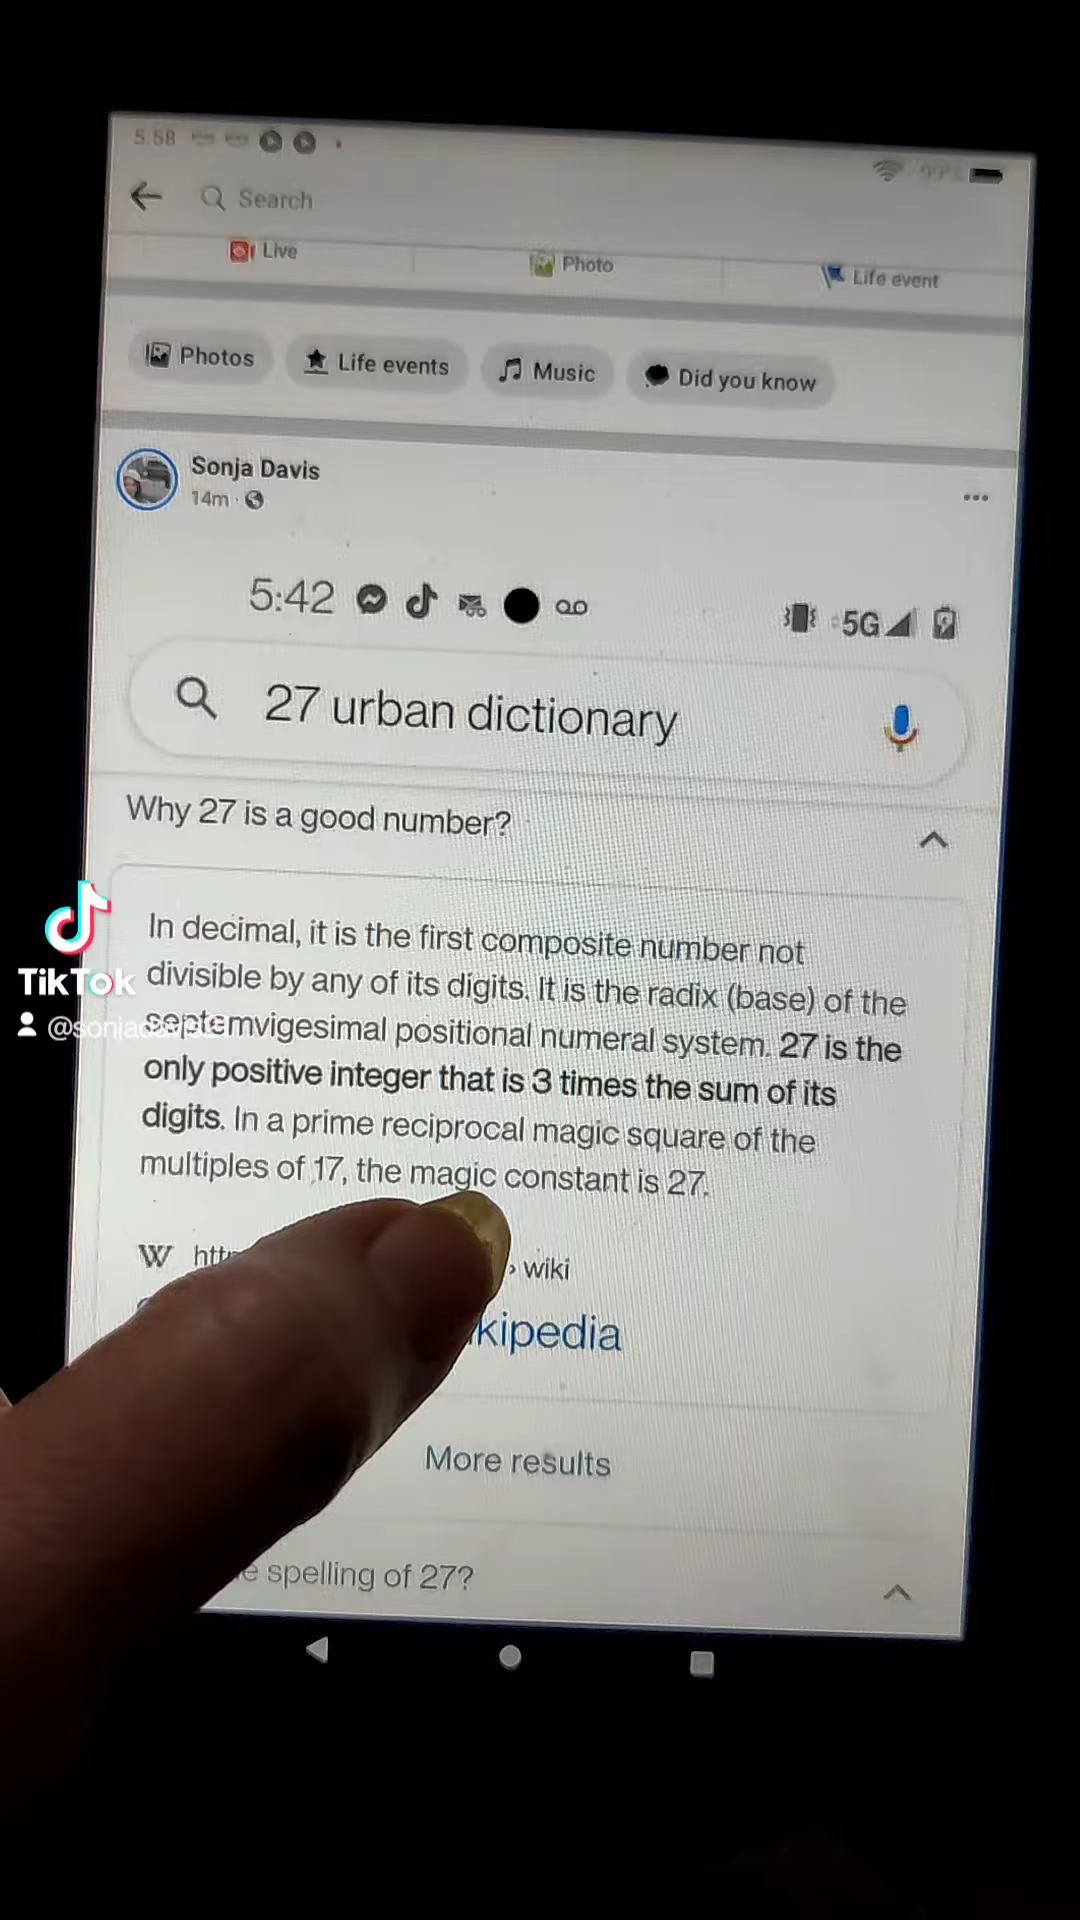 5:58
99%
Search
Live
Photo
Life event
Photos
Life events
Music
Did you know
Sonja Davis
14m
5:42
5G
27 urban dictionary
Why 27 is a good number?
In decimal, it is the first composite number not
divisible by any of its digits. It is the radix (base) of the
septemvigesimal positional numeral system. 27 is the
only positive integer that is 3 times the sum of its
digits. In a prime reciprocal magic square of the
multiples of 17, the magic constant is 27.
TikTok
W
› wiki
More results
spelling of 27?